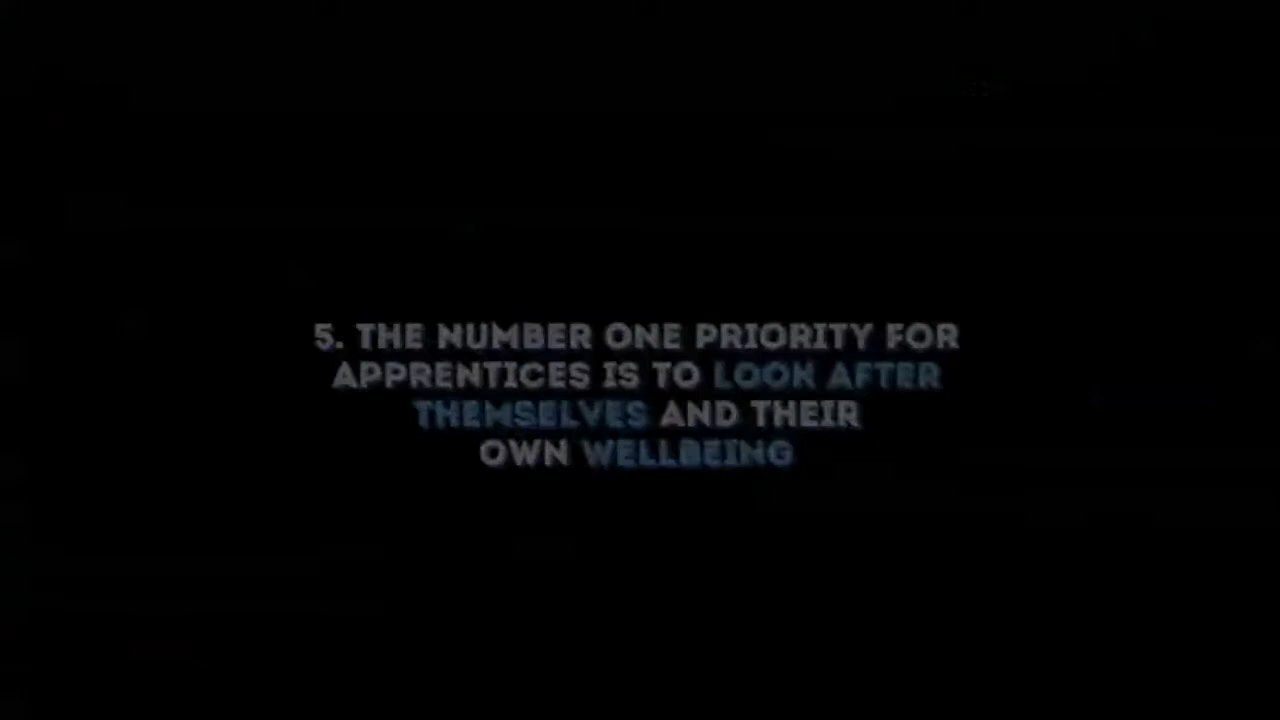 5. THE NUMBER ONE PRIORITY FOR
APPRENTICES IS TO LOOK AFTER
THEMSELVES AND THEIR
OWN WELLBEING